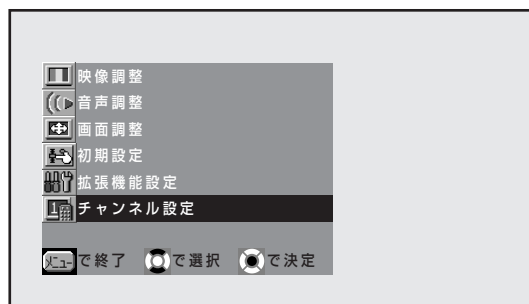 映像調整
音声調整
画面調整
初期設定
拡張機能設定
1 チャンネル設定
メニュー で終了 で選択 で決定